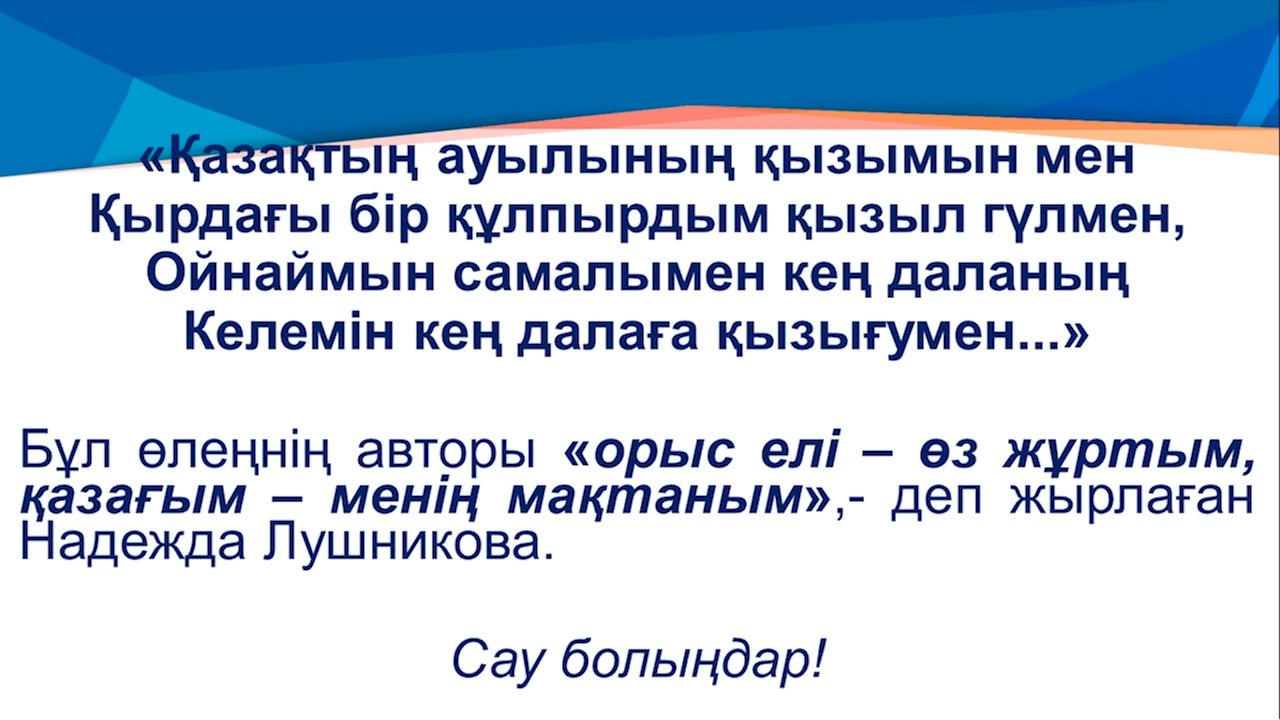 «Қазақтың ауылының қызымын мен
Қырдағы бір құлпырдым қызыл гүлмен,
Ойнаймын самалымен кең даланың
Келемін кең далаға қызығумен...»
Бұл өлеңнің авторы «орыс елі – өз жұртым,
қазағым – менің мақтаным»,- деп жырлаған
Надежда Лушникова.
Сау болыңдар!